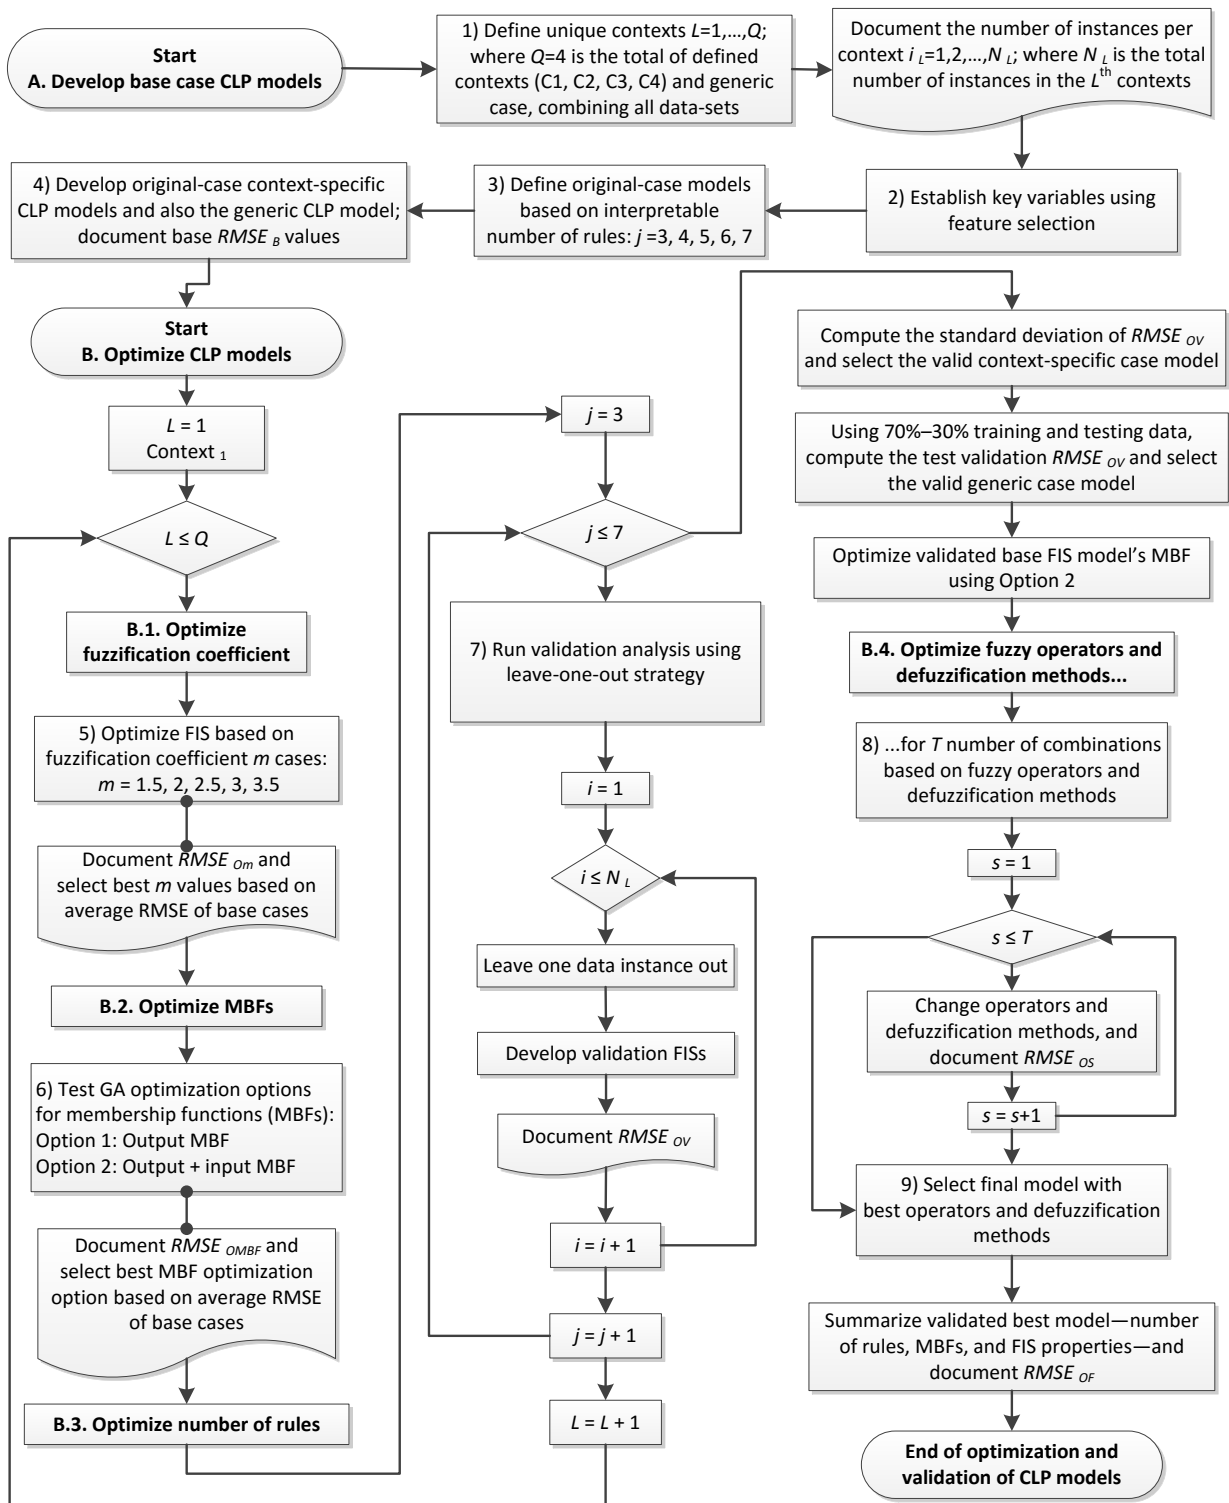 Start
A. Develop base case CLP models
1) Define unique contexts L=1,...,Q;
where Q=4 is the total of defined
contexts (C1, C2, C3, C4) and generic
case, combining all data-sets
Document the number of instances per
context i L=1,2,...,N L; where N L is the total
number of instances in the Lth contexts
2) Establish key variables using
feature selection
3) Define original-case models
based on interpretable
number of rules: j =3, 4, 5, 6, 7
4) Develop original-case context-specific
CLP models and also the generic CLP model;
document base RMSE B values
Start
B. Optimize CLP models
L = 1
Context 1
L ≤ Q
B.1. Optimize
fuzzification coefficient
5) Optimize FIS based on
fuzzification coefficient m cases:
m = 1.5, 2, 2.5, 3, 3.5
Document RMSE Om and
select best m values based on
average RMSE of base cases
B.2. Optimize MBFs
6) Test GA optimization options
for membership functions (MBFs):
Option 1: Output MBF
Option 2: Output + input MBF
Document RMSE OMBF and
select best MBF optimization
option based on average RMSE
of base cases
B.3. Optimize number of rules
j = 3
j ≤ 7
7) Run validation analysis using
leave-one-out strategy
i = 1
i ≤ N L
Leave one data instance out
Develop validation FISs
Document RMSE OV
i = i + 1
j = j + 1
L = L + 1
Compute the standard deviation of RMSE OV
and select the valid context-specific case model
Using 70%–30% training and testing data,
compute the test validation RMSE OV and select
the valid generic case model
Optimize validated base FIS model’s MBF
using Option 2
B.4. Optimize fuzzy operators and
defuzzification methods...
8) ...for T number of combinations
based on fuzzy operators and
defuzzification methods
s = 1
s ≤ T
Change operators and
defuzzification methods, and
document RMSE OS
s = s+1
9) Select final model with
best operators and defuzzification
methods
Summarize validated best model—number
of rules, MBFs, and FIS properties—and
document RMSE OF
End of optimization and
validation of CLP models